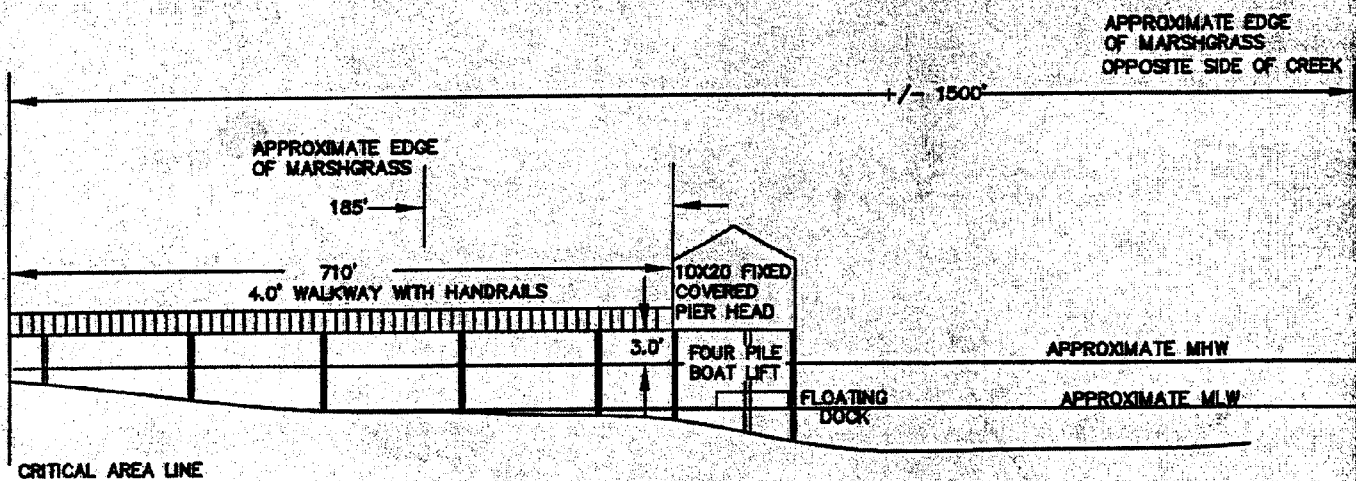 APPROXIMATE EDGE
OF MARSHGRASS
OPPOSITE SIDE OF CREEK
+/- 1500'
APPROXIMATE EDGE
OF MARSHGRASS
185'
710'
4.0' WALKWAY WITH HANDRAILS
10X20 FIXED
COVERED
PIER HEAD
3.0'
FOUR PILE
BOAT LIFT
APPROXIMATE MHW
FLOATING
DOCK
APPROXIMATE MLW
CRITICAL AREA LINE